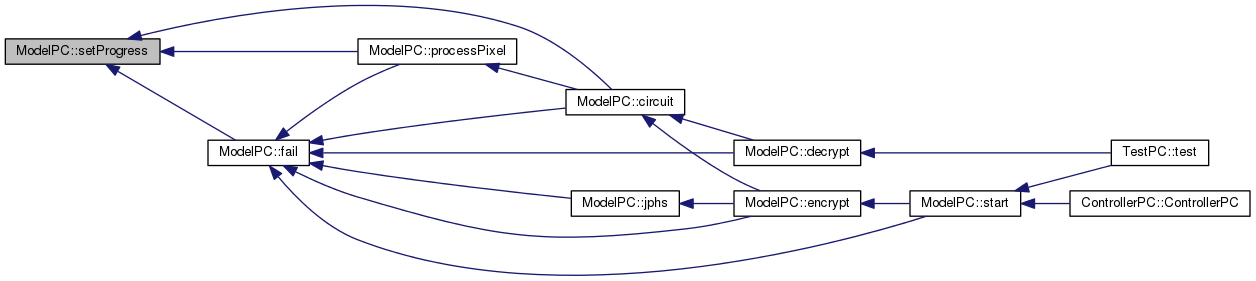 ModelPC::setProgress
ModelPC::processPixel
ModelPC::circuit
ModelPC::fail
ModelPC::decrypt
TestPC::test
ModelPC::jphs
ModelPC::encrypt
ModelPC::start
ControllerPC::ControllerPC